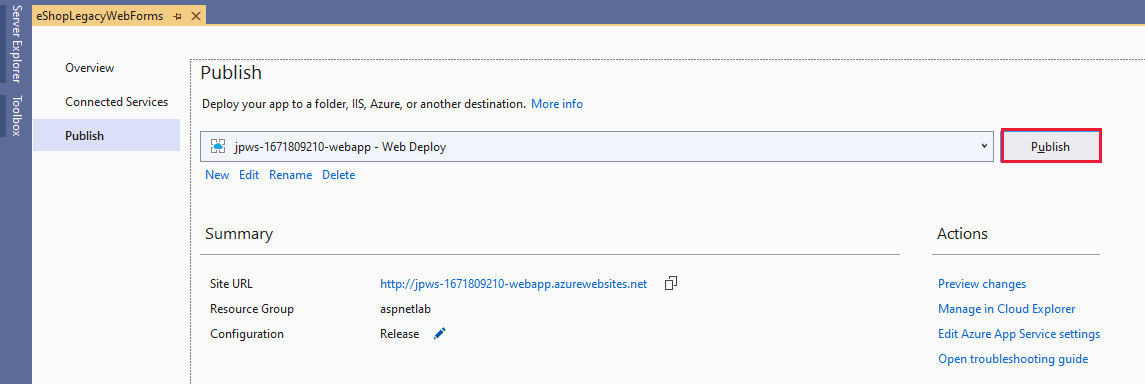 eShopLegacyWebForms
Server Explorer
Toolbox
Overview
Connected Services
Publish
Publish
Deploy your app to a folder, IIS, Azure, or another destination. More info
jpws-1671809210-webapp - Web Deploy
Publish
New Edit Rename Delete
Summary
Site URL http://jpws-1671809210-webapp.azurewebsites.net
Resource Group aspnetlab
Configuration Release
Actions
Preview changes
Manage in Cloud Explorer
Edit Azure App Service settings
Open troubleshooting guide